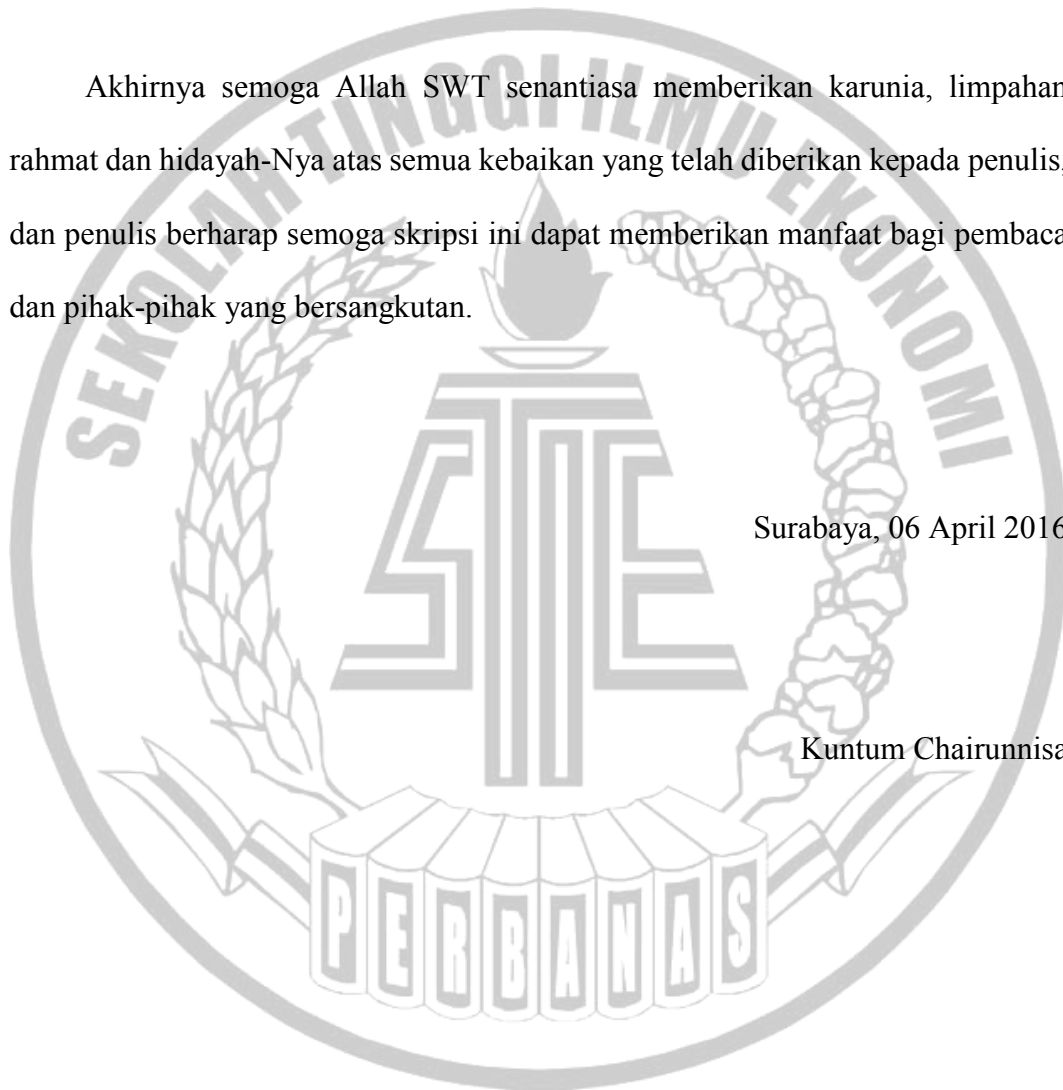 Akhirnya semoga Allah SWT senantiasa memberikan karunia, limpahan
rahmat dan hidayah-Nya atas semua kebaikan yang telah diberikan kepada penulis,
dan penulis berharap semoga skripsi ini dapat memberikan manfaat bagi pembaca
dan pihak-pihak yang bersangkutan.
Surabaya, 06 April 2016
Kuntum Chairunnisa
SEKOLAH TINGGI ILMU EKONOMI
STIE
PERBANAS